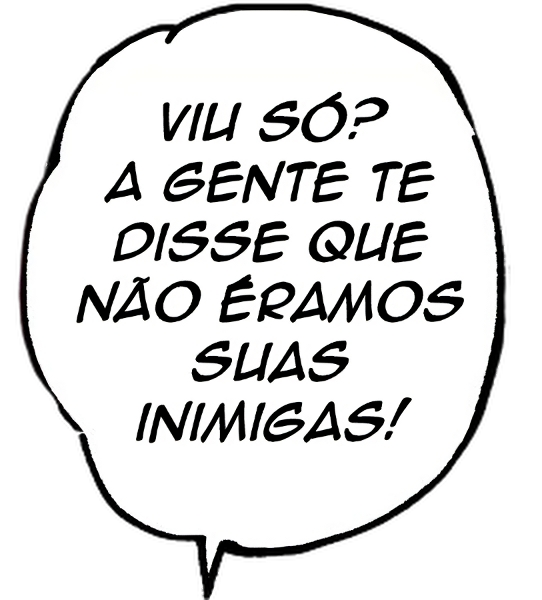 VIU SÓ?
A GENTE TE
DISSE QUE
NÃO ÉRAMOS
SUAS
INIMIGAS!